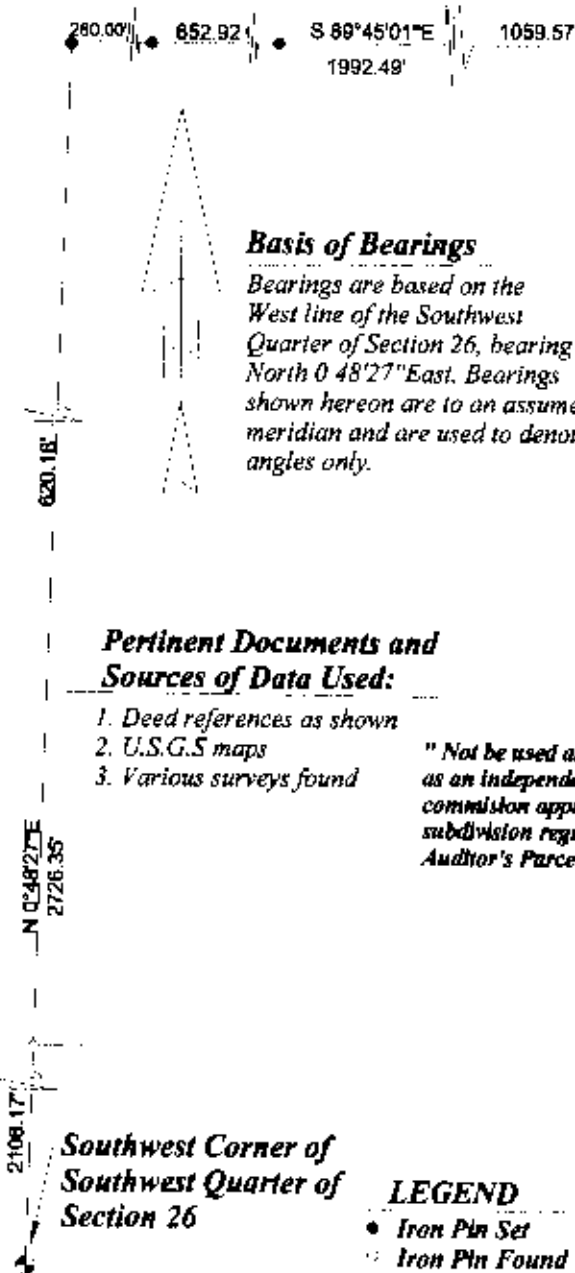 260.00' 652.92 S 89°45'01"E 1059.57
1992.49'
Basis of Bearings
Bearings are based on the
West line of the Southwest
Quarter of Section 26, bearing
North 0 48'27"East. Bearings
shown hereon are to an assume
meridian and are used to denot
angles only.
620.16'
Pertinent Documents and
Sources of Data Used:
1. Deed references as shown
2. U.S.G.S maps
3. Various surveys found
" Not be used a
as an independe
commision appr
subdivision regu
Auditor's Parce
N 0°48'27"E
2726.35'
2106.17'
Southwest Corner of
Southwest Quarter of
Section 26
LEGEND
Iron Pin Set
Iron Pin Found